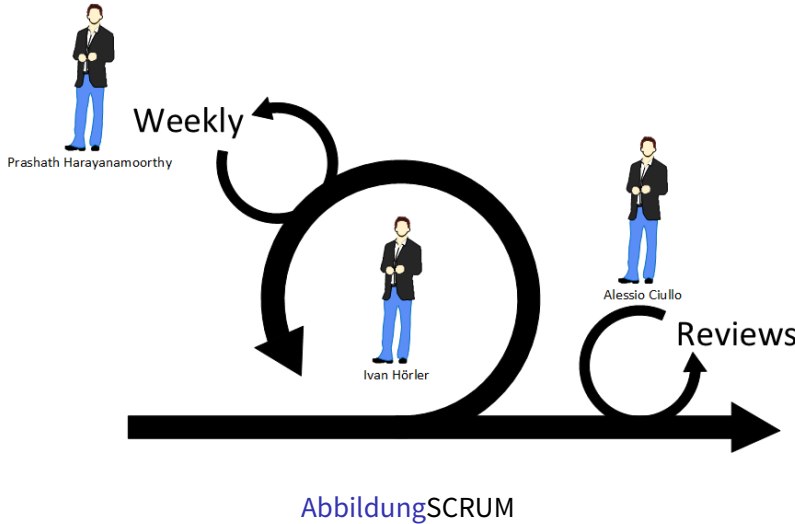 Weekly
Prashath Harayanamoorthy
Alessio Ciullo
Reviews
Ivan Hörler
AbbildungSCRUM